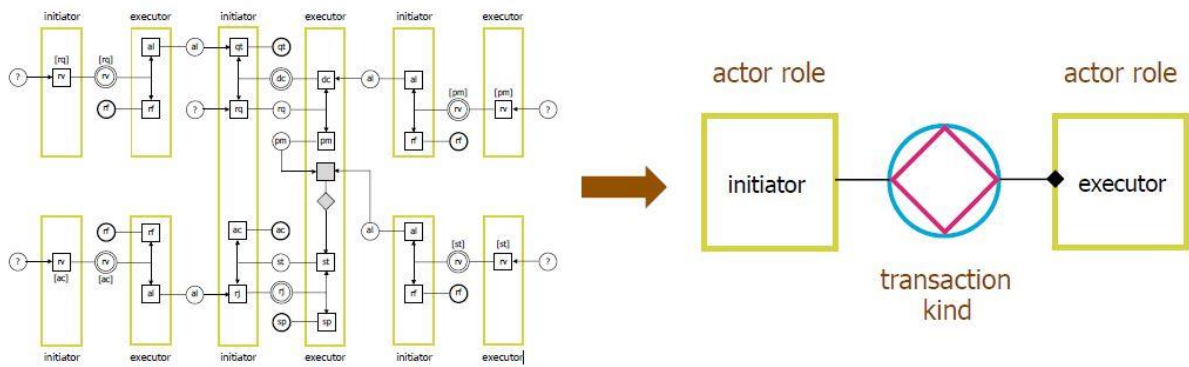 initiator executor initiator executor initiator executor
[rq] [rq] al al qt qt
? rv rv dc dc al al [pm] [pm]
rf rf ? rq rq rv rv ?
pm pm rf rf
rf rf ac ac al al [st] [st]
? rv rv st st rv rv ?
[ac] [ac] al al rj rj rf rf
sp sp
initiator executor initiator executor initiator executor
actor role actor role
initiator executor
transaction
kind